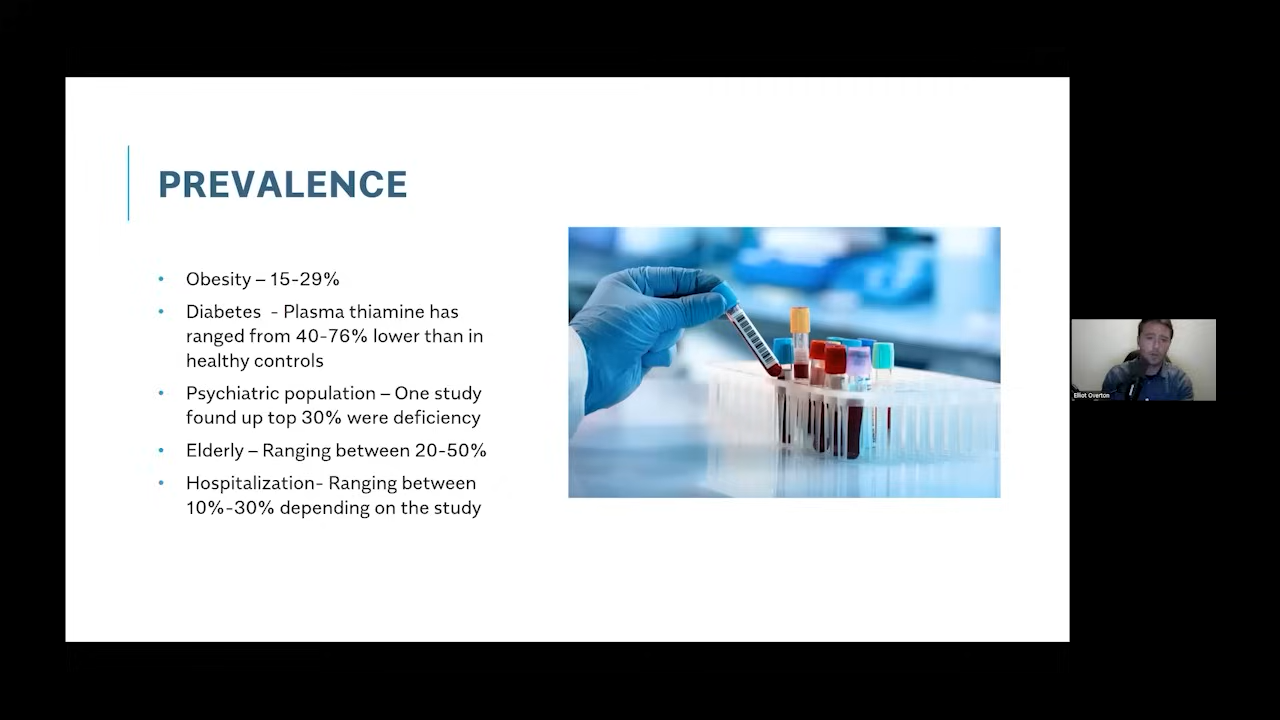 PREVALENCE
• Obesity – 15-29%
• Diabetes - Plasma thiamine has
ranged from 40-76% lower than in
healthy controls
• Psychiatric population – One study
found up top 30% were deficiency
• Elderly – Ranging between 20-50%
• Hospitalization- Ranging between
10%-30% depending on the study
Elliot Overton